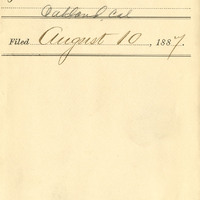 Oakland, Cal
Filed August 10, 1887.